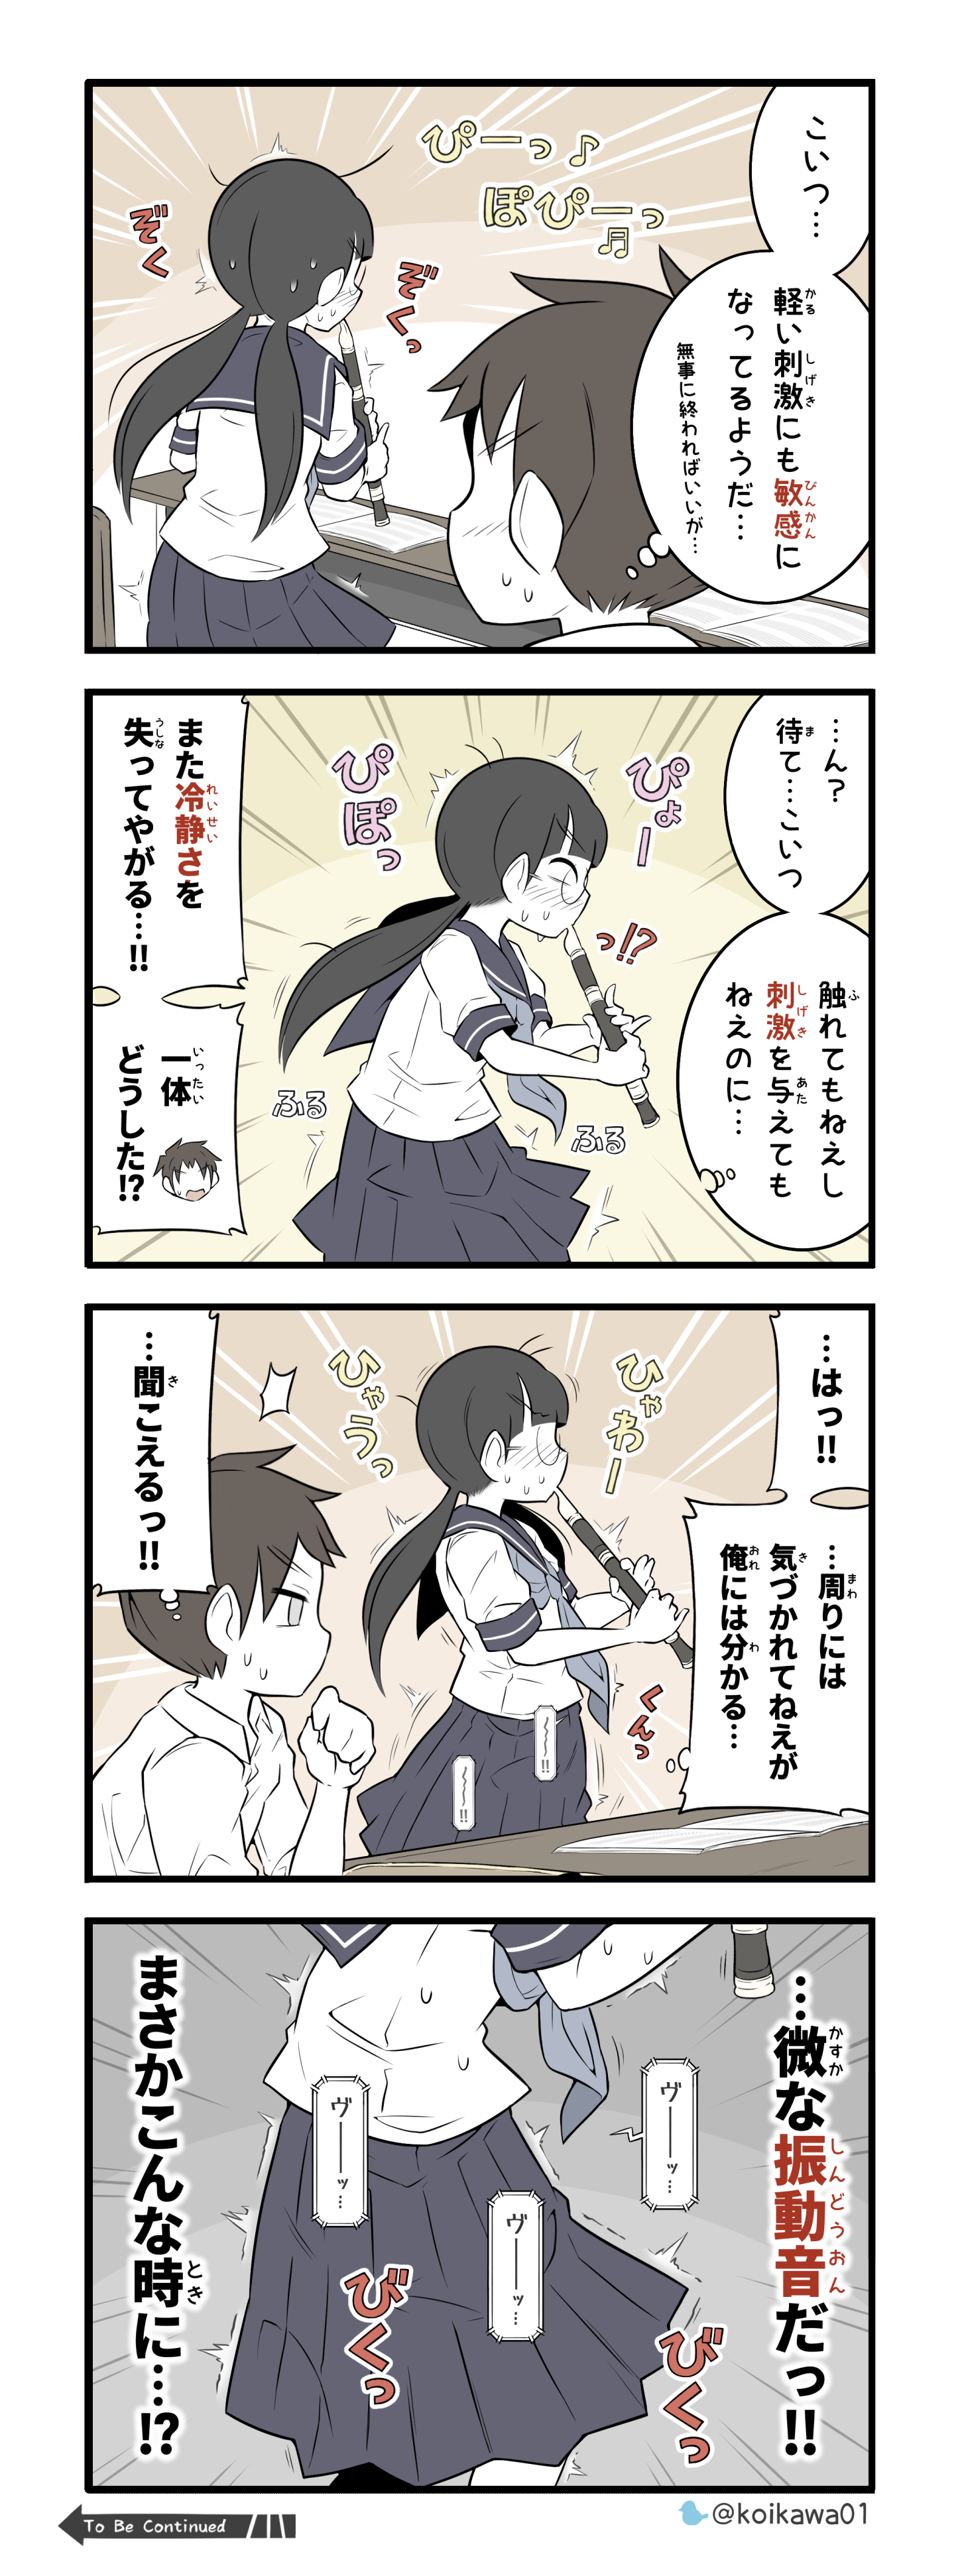 こいつ…
軽い刺激にも敏感に
なってるようだ…
無事に終わればいいが…
ぴーっ♪
ぽぴーっ♬
ぞくっ
ぞく
…ん?
待て…こいつ
触れてもねえし
刺激を与えても
ねえのに…
ぴょー
ぴぽっ
っ!?
ふる
ふる
また冷静さを
失ってやがる…!!
一体
どうした!?
…はっ!!
…周りには
気づかれてねえが
俺には分かる…
ひゃわー
ひゃうっ
くんっ
〜〜!!
〜〜!!
…聞こえるっ!!
…微な振動音だっ!!
ヴーーッ…
ヴーーッ…
ヴーーッ…
びくっ
びくっ
まさかこんな時に…!?
To Be Continued
@koikawa01